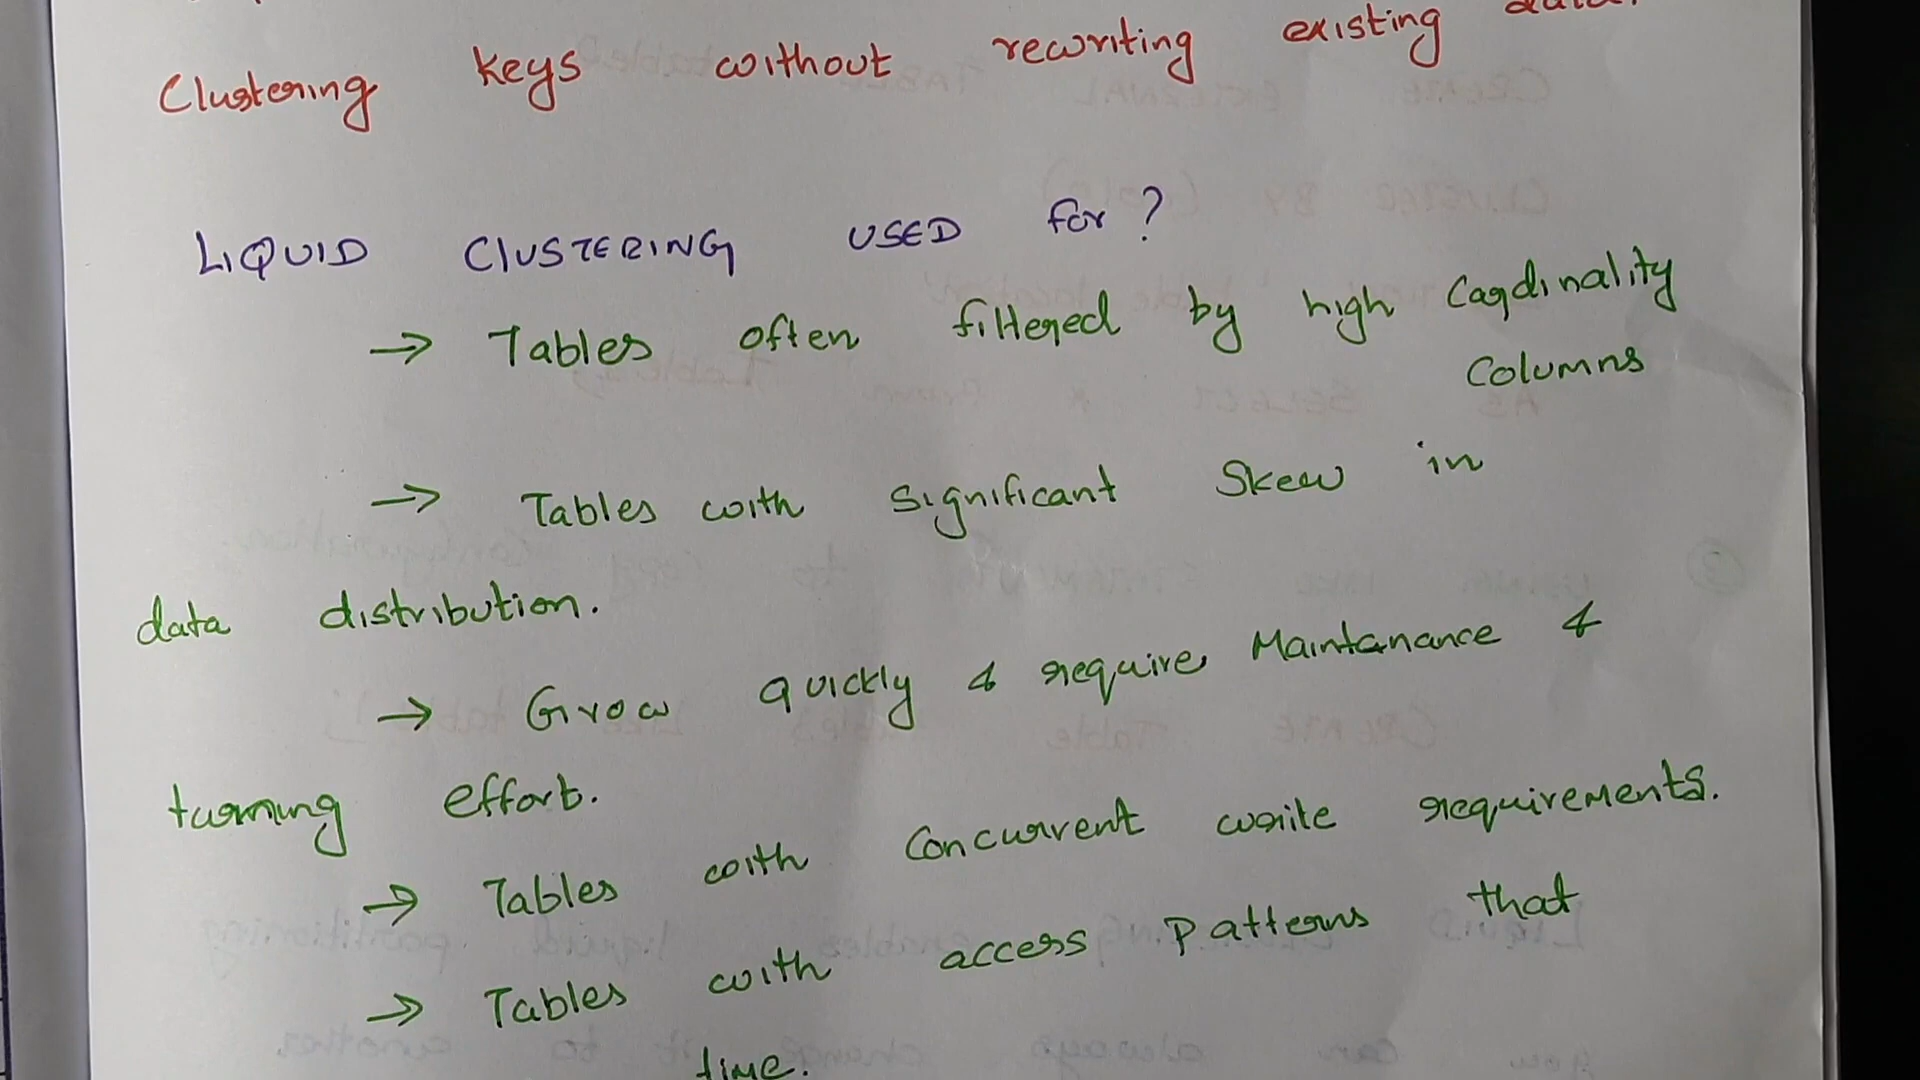 Clustering keys without rewriting existing data.
LIQUID CLUSTERING USED For?
→ Tables often filtered by high Cardinality
Columns
→ Tables with significant Skew in
data distribution.
→ Grow quickly & require Maintanance &
turning effort.
→ Tables with Concurrent write requirements.
→ Tables with access Patterns that
time.